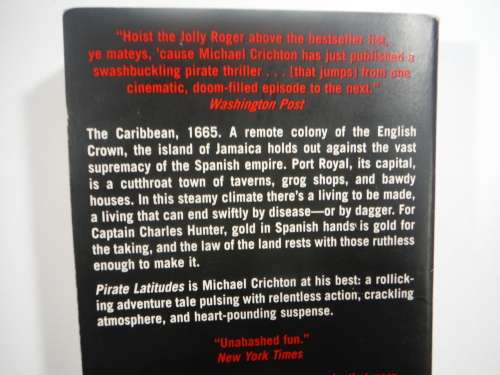 "Hoist the Jolly Roger above the bestseller list,
ye mateys, 'cause Michael Crichton has just published a
swashbuckling pirate thriller . . . [that jumps] from one
cinematic, doom-filled episode to the next."
Washington Post
The Caribbean, 1665. A remote colony of the English
Crown, the island of Jamaica holds out against the vast
supremacy of the Spanish empire. Port Royal, its capital,
is a cutthroat town of taverns, grog shops, and bawdy
houses. In this steamy climate there's a living to be made,
a living that can end swiftly by disease—or by dagger. For
Captain Charles Hunter, gold in Spanish hands is gold for
the taking, and the law of the land rests with those ruthless
enough to make it.
Pirate Latitudes is Michael Crichton at his best: a rollick-
ing adventure tale pulsing with relentless action, crackling
atmosphere, and heart-pounding suspense.
"Unabashed fun."
New York Times